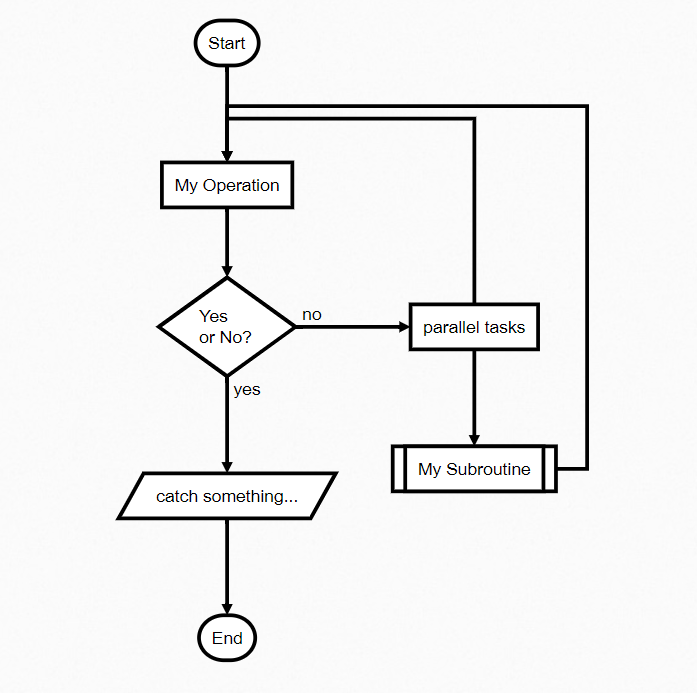 Start
My Operation
Yes
or No?
no
parallel tasks
yes
My Subroutine
catch something...
End